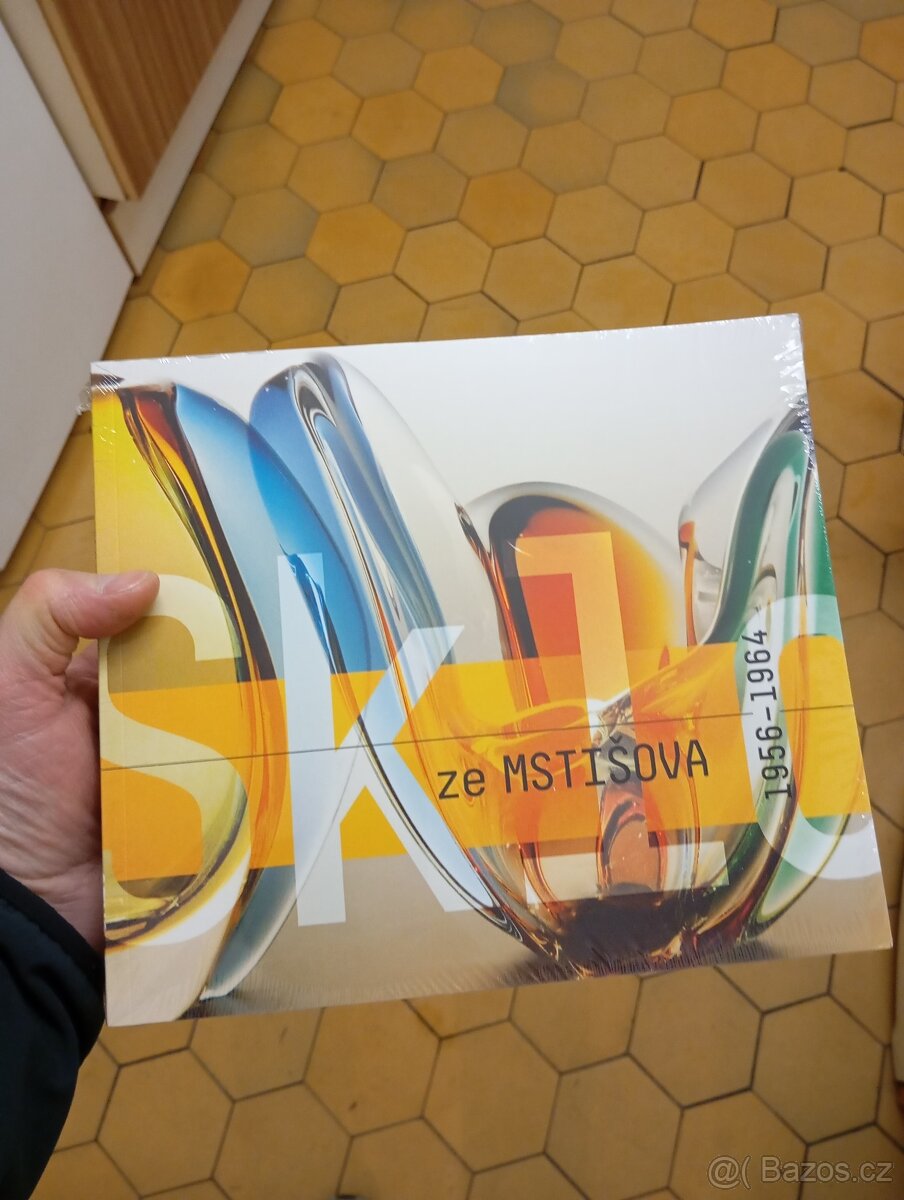 sklo
ze MSTIŠOVA
1956-1964
@( Bazos.cz